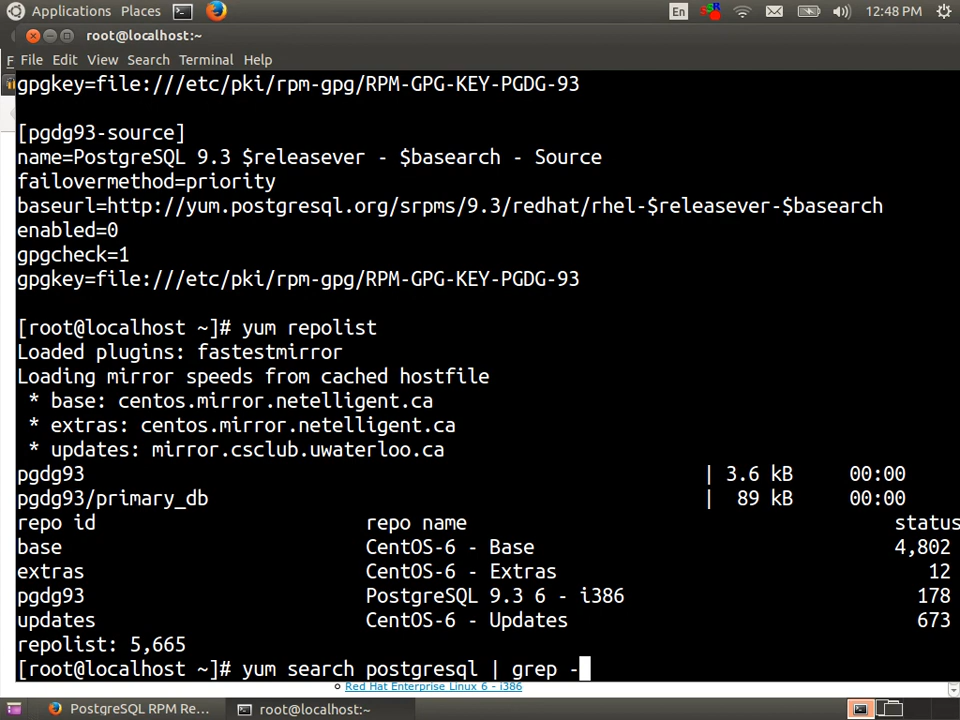 Applications Places En SSR 12:48 PM
root@localhost:~
F File Edit View Search Terminal Help
gpgkey=file:///etc/pki/rpm-gpg/RPM-GPG-KEY-PGDG-93
[pgdg93-source]
name=PostgreSQL 9.3 $releasever - $basearch - Source
failovermethod=priority
baseurl=http://yum.postgresql.org/srpms/9.3/redhat/rhel-$releasever-$basearch
enabled=0
gpgcheck=1
gpgkey=file:///etc/pki/rpm-gpg/RPM-GPG-KEY-PGDG-93
[root@localhost ~]# yum repolist
Loaded plugins: fastestmirror
Loading mirror speeds from cached hostfile
* base: centos.mirror.netelligent.ca
* extras: centos.mirror.netelligent.ca
* updates: mirror.csclub.uwaterloo.ca
pgdg93 | 3.6 kB 00:00
pgdg93/primary_db | 89 kB 00:00
repo id repo name status
base CentOS-6 - Base 4,802
extras CentOS-6 - Extras 12
pgdg93 PostgreSQL 9.3 6 - i386 178
updates CentOS-6 - Updates 673
repolist: 5,665
[root@localhost ~]# yum search postgresql | grep -
Red Hat Enterprise Linux 6 - i386
PostgreSQL RPM Re... root@localhost:~